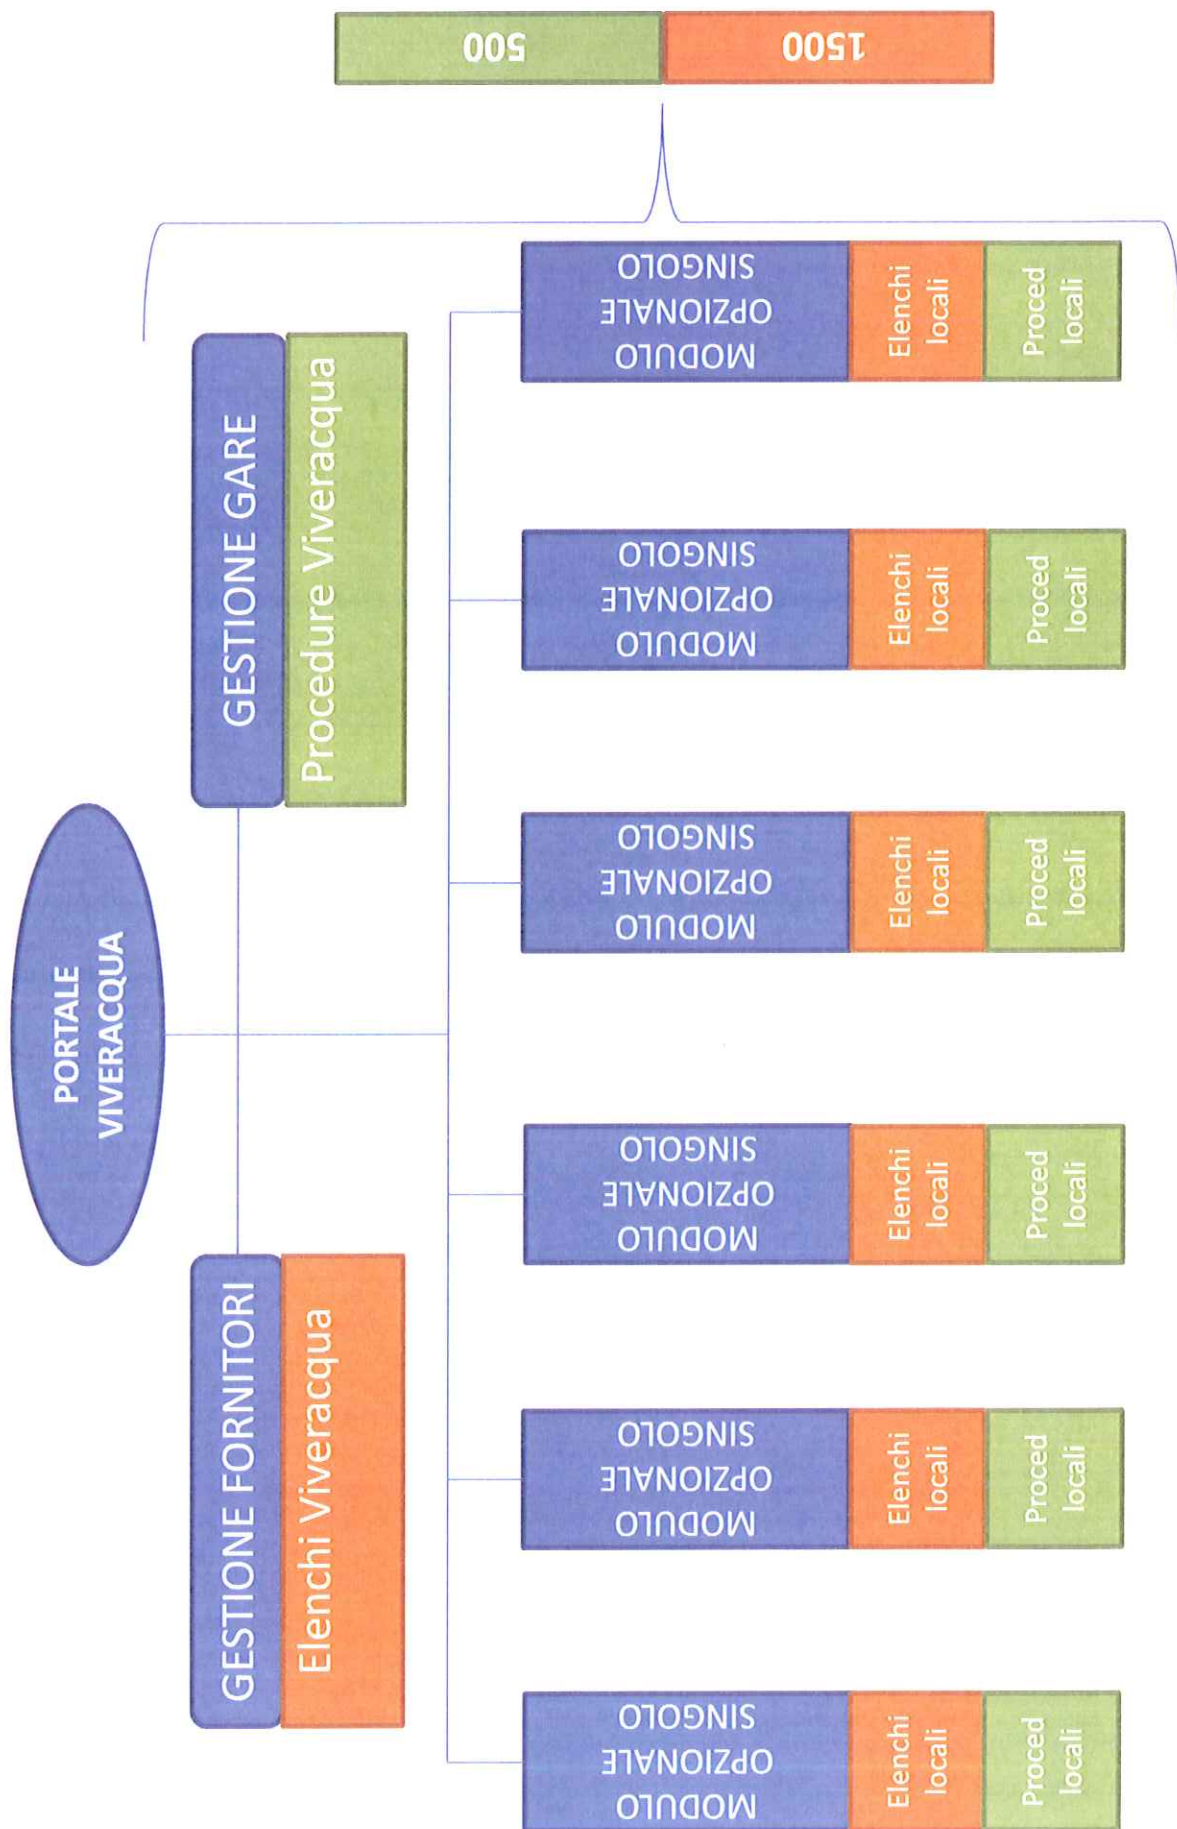 PORTALE
VIVERACQUA
GESTIONE FORNITORI
Elenchi Viveracqua
GESTIONE GARE
Procedure Viveracqua
MODULO
OPZIONALE
SINGOLO
Elenchi
locali
Proced
locali
MODULO
OPZIONALE
SINGOLO
Elenchi
locali
Proced
locali
MODULO
OPZIONALE
SINGOLO
Elenchi
locali
Proced
locali
MODULO
OPZIONALE
SINGOLO
Elenchi
locali
Proced
locali
MODULO
OPZIONALE
SINGOLO
Elenchi
locali
Proced
locali
MODULO
OPZIONALE
SINGOLO
Elenchi
locali
Proced
locali
500
1500